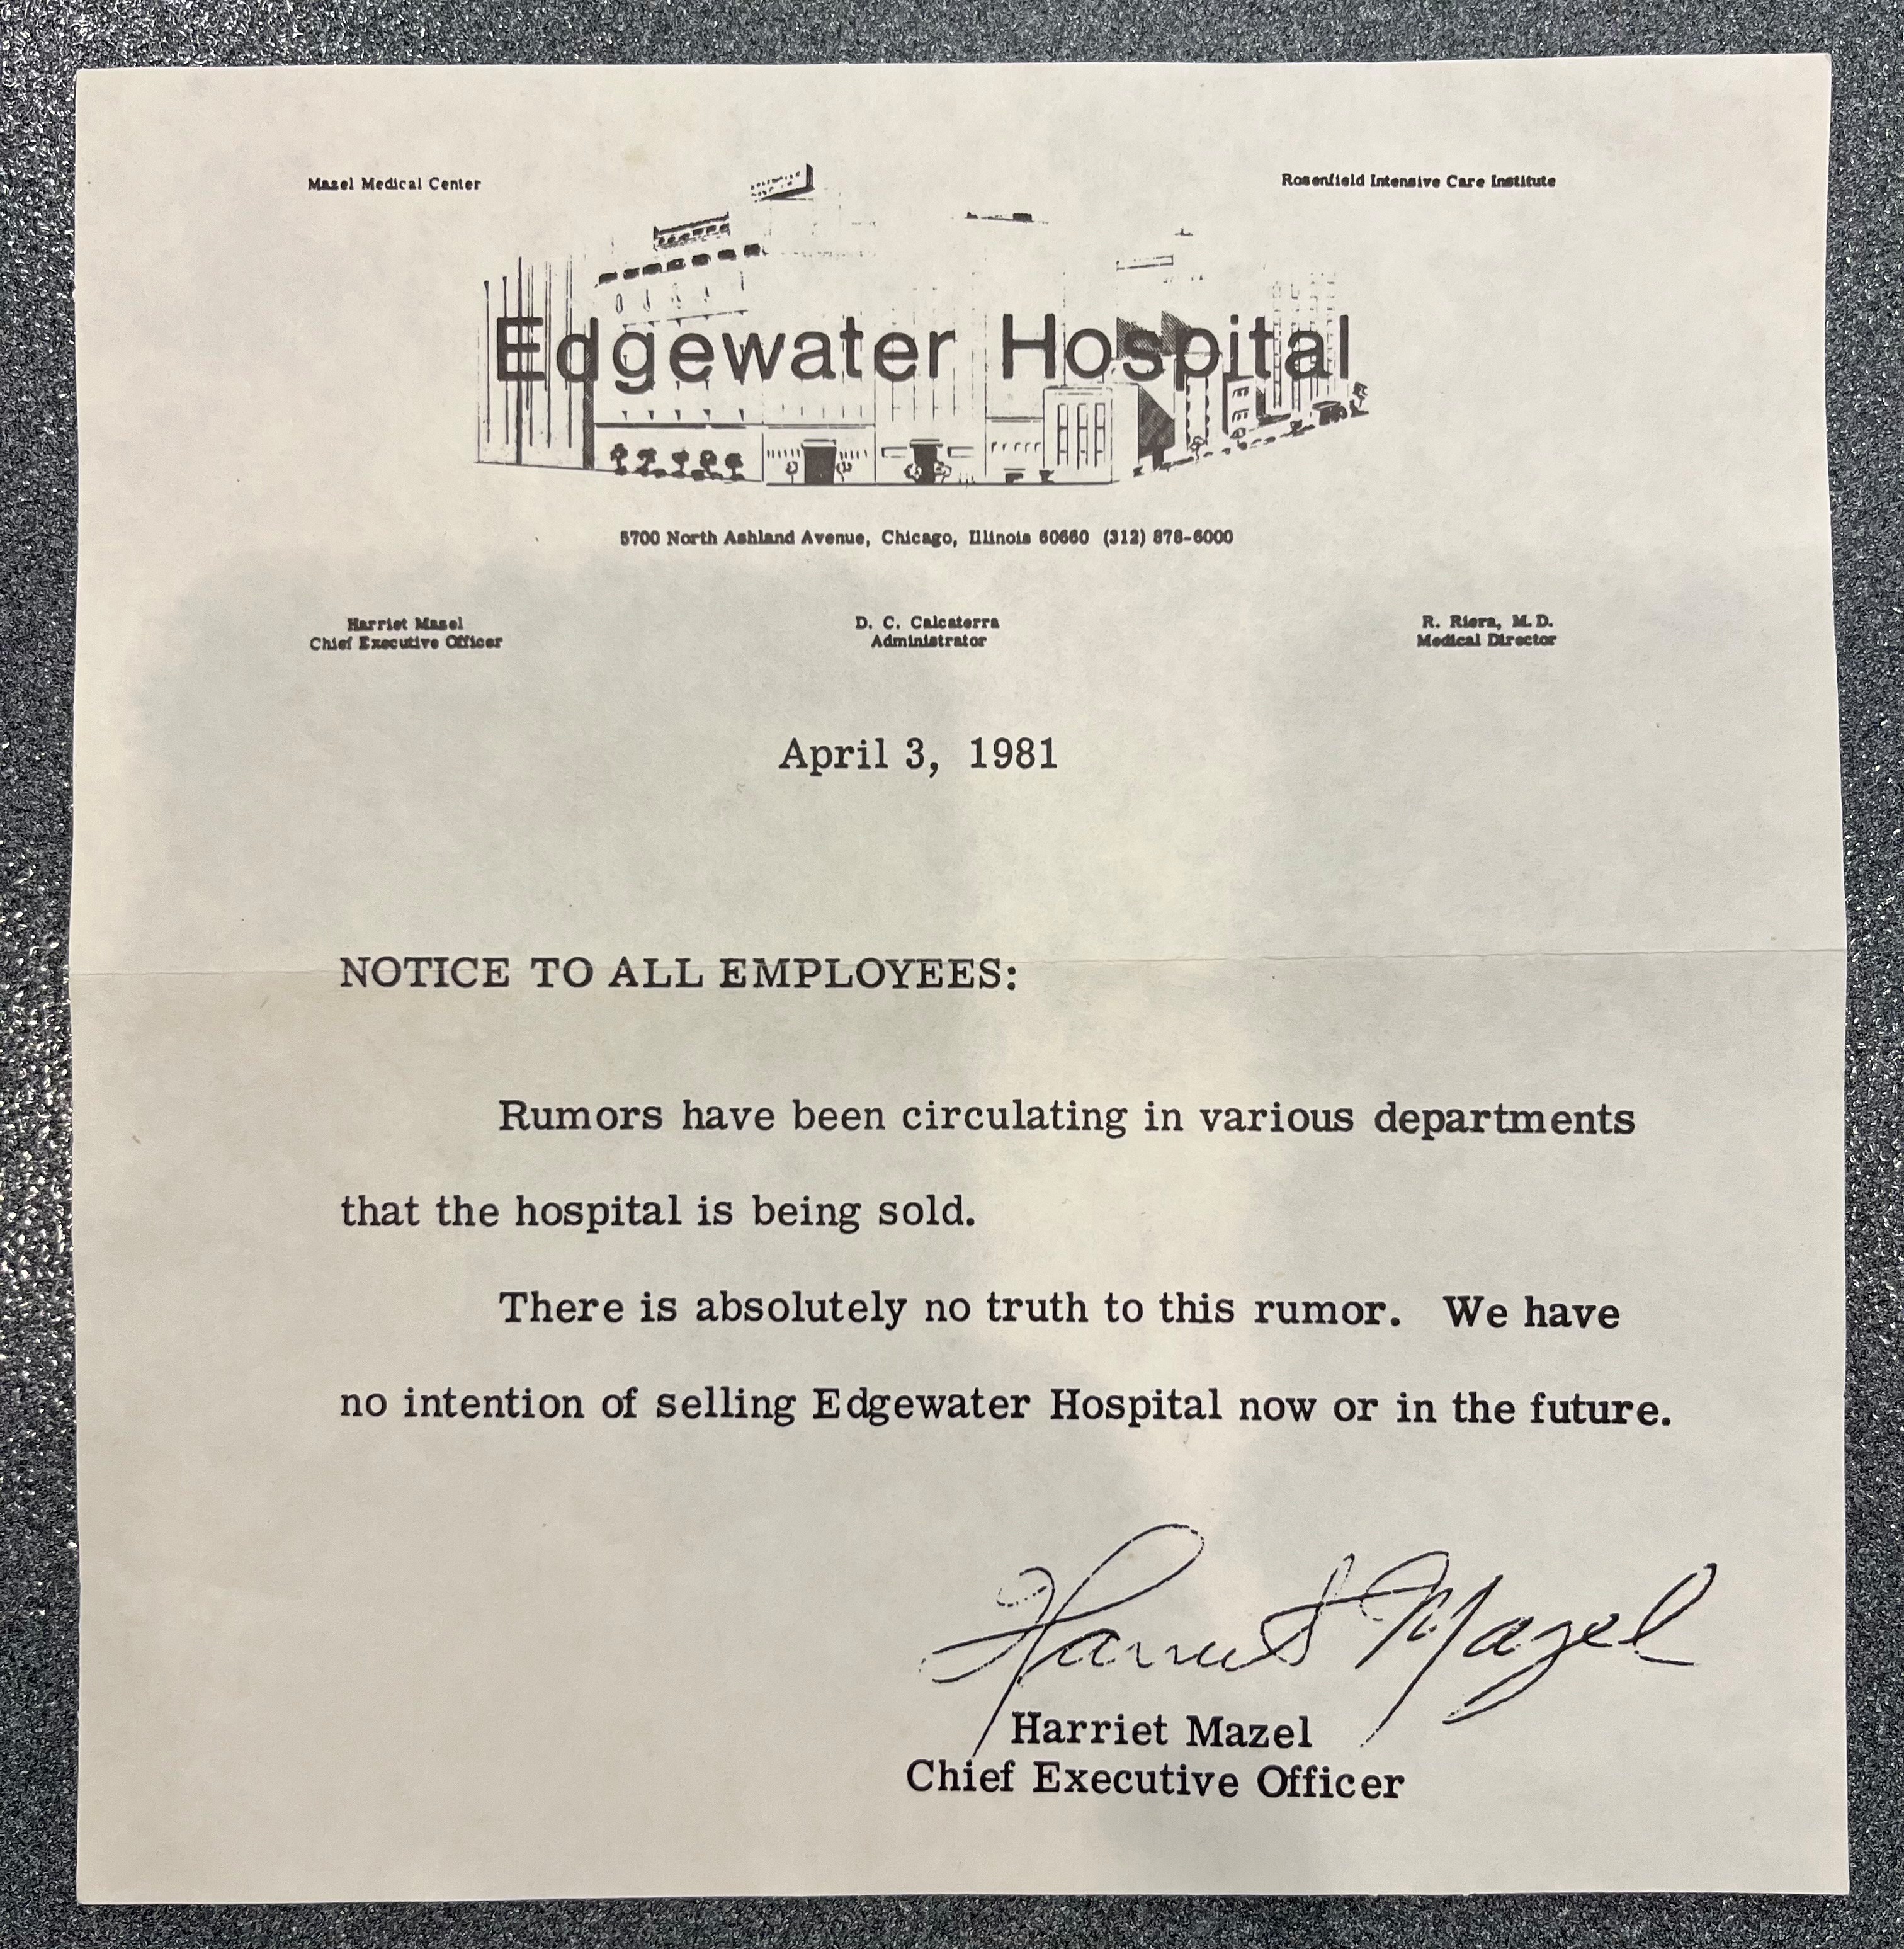 Mazel Medical Center
Rosenfield Intensive Care Institute
Edgewater Hospital
5700 North Ashland Avenue, Chicago, Illinois 60660 (312) 878-6000
Harriet Mazel
Chief Executive Officer
D. C. Calcaterra
Administrator
R. Riera, M.D.
Medical Director
April 3, 1981
NOTICE TO ALL EMPLOYEES:
Rumors have been circulating in various departments
that the hospital is being sold.
There is absolutely no truth to this rumor. We have
no intention of selling Edgewater Hospital now or in the future.
Harriet Mazel
Harriet Mazel
Chief Executive Officer